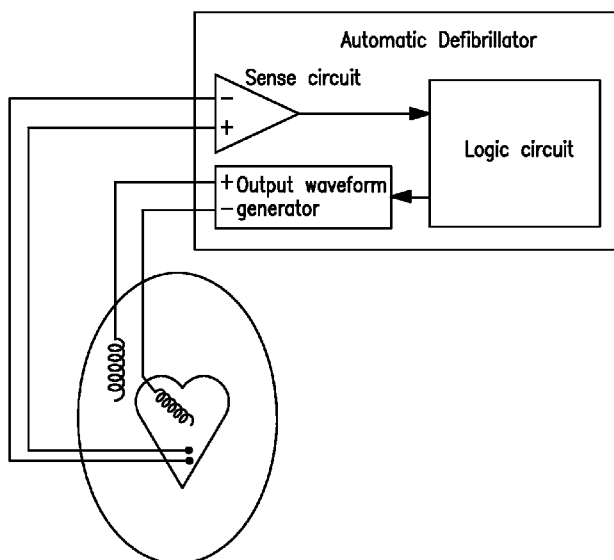 Automatic Defibrillator
Sense circuit
−
+
Logic circuit
+ Output waveform
− generator